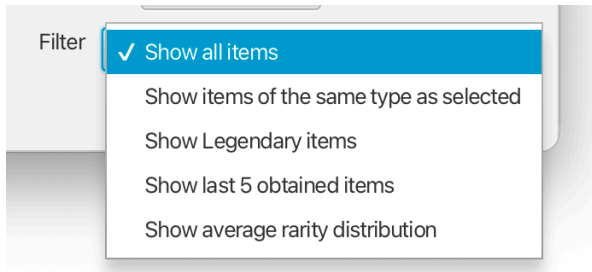 Filter
✓ Show all items
Show items of the same type as selected
Show Legendary items
Show last 5 obtained items
Show average rarity distribution